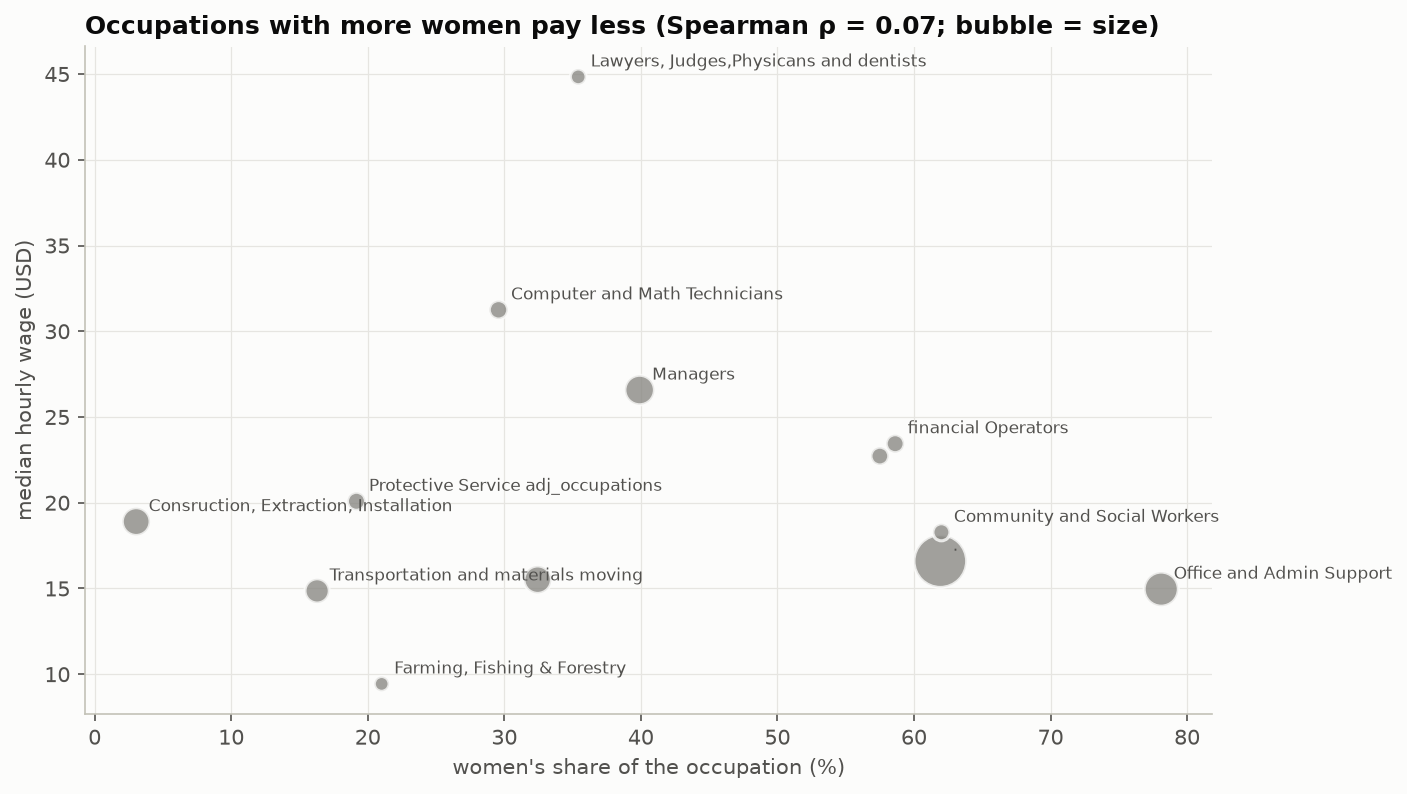 Occupations with more women pay less (Spearman ρ = 0.07; bubble = size)
median hourly wage (USD)
45
40
35
30
25
20
15
10
Lawyers, Judges,Physicans and dentists
Computer and Math Technicians
Managers
financial Operators
Protective Service adj_occupations
Consruction, Extraction, Installation
Community and Social Workers
Transportation and materials moving
Office and Admin Support
Farming, Fishing & Forestry
0 10 20 30 40 50 60 70 80
women's share of the occupation (%)